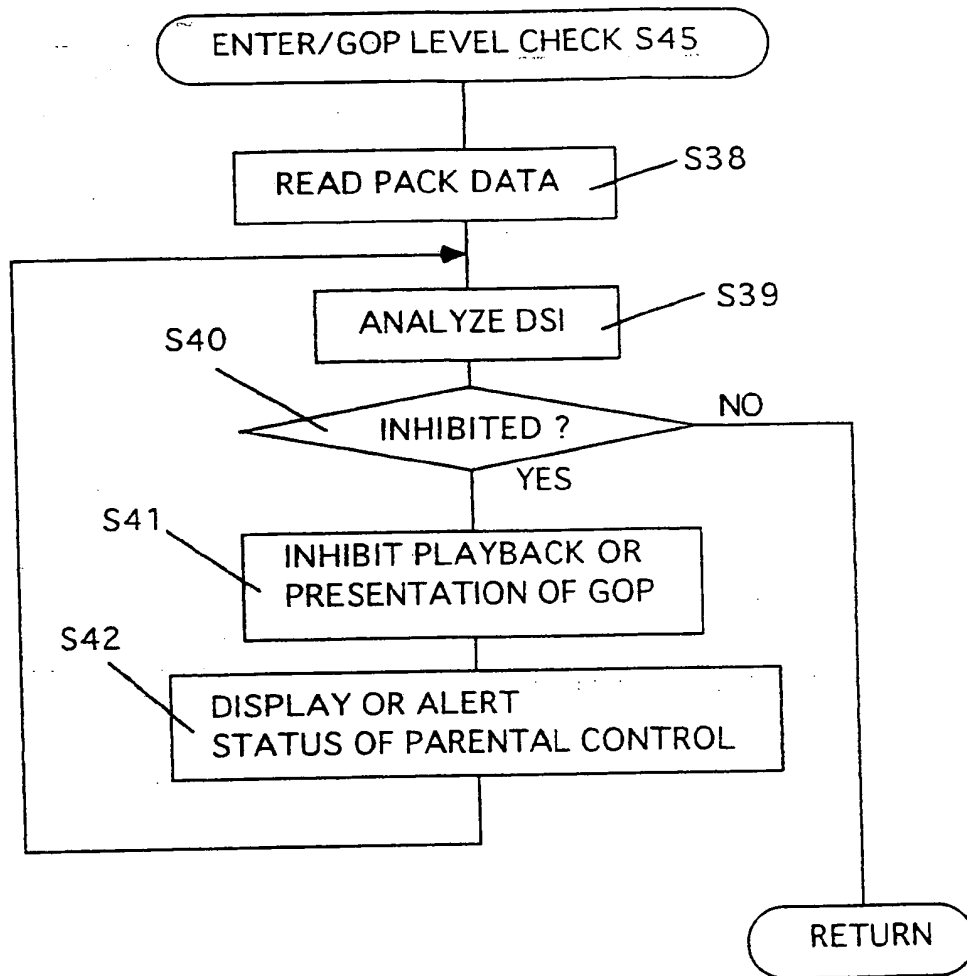 ENTER/GOP LEVEL CHECK S45
READ PACK DATA
S38
ANALYZE DSI
S39
S40
INHIBITED ?
NO
YES
S41
INHIBIT PLAYBACK OR
PRESENTATION OF GOP
S42
DISPLAY OR ALERT
STATUS OF PARENTAL CONTROL
RETURN